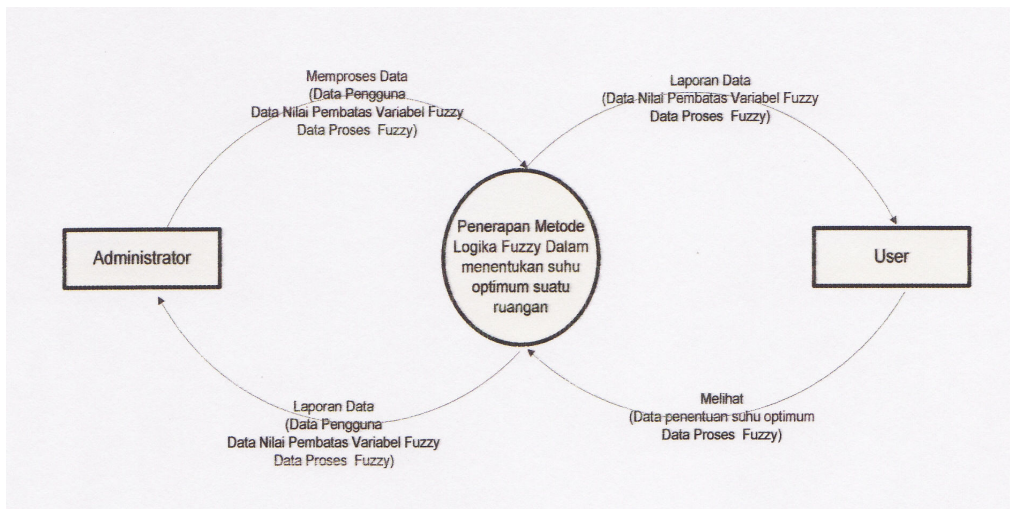 Memproses Data
(Data Pengguna
Data Nilai Pembatas Variabel Fuzzy
Data Proses Fuzzy)
Laporan Data
(Data Nilai Pembatas Variabel Fuzzy
Data Proses Fuzzy)
Administrator
Penerapan Metode
Logika Fuzzy Dalam
menentukan suhu
optimum suatu
ruangan
User
Laporan Data
(Data Pengguna
Data Nilai Pembatas Variabel Fuzzy
Data Proses Fuzzy)
Melihat
(Data penentuan suhu optimum
Data Proses Fuzzy)